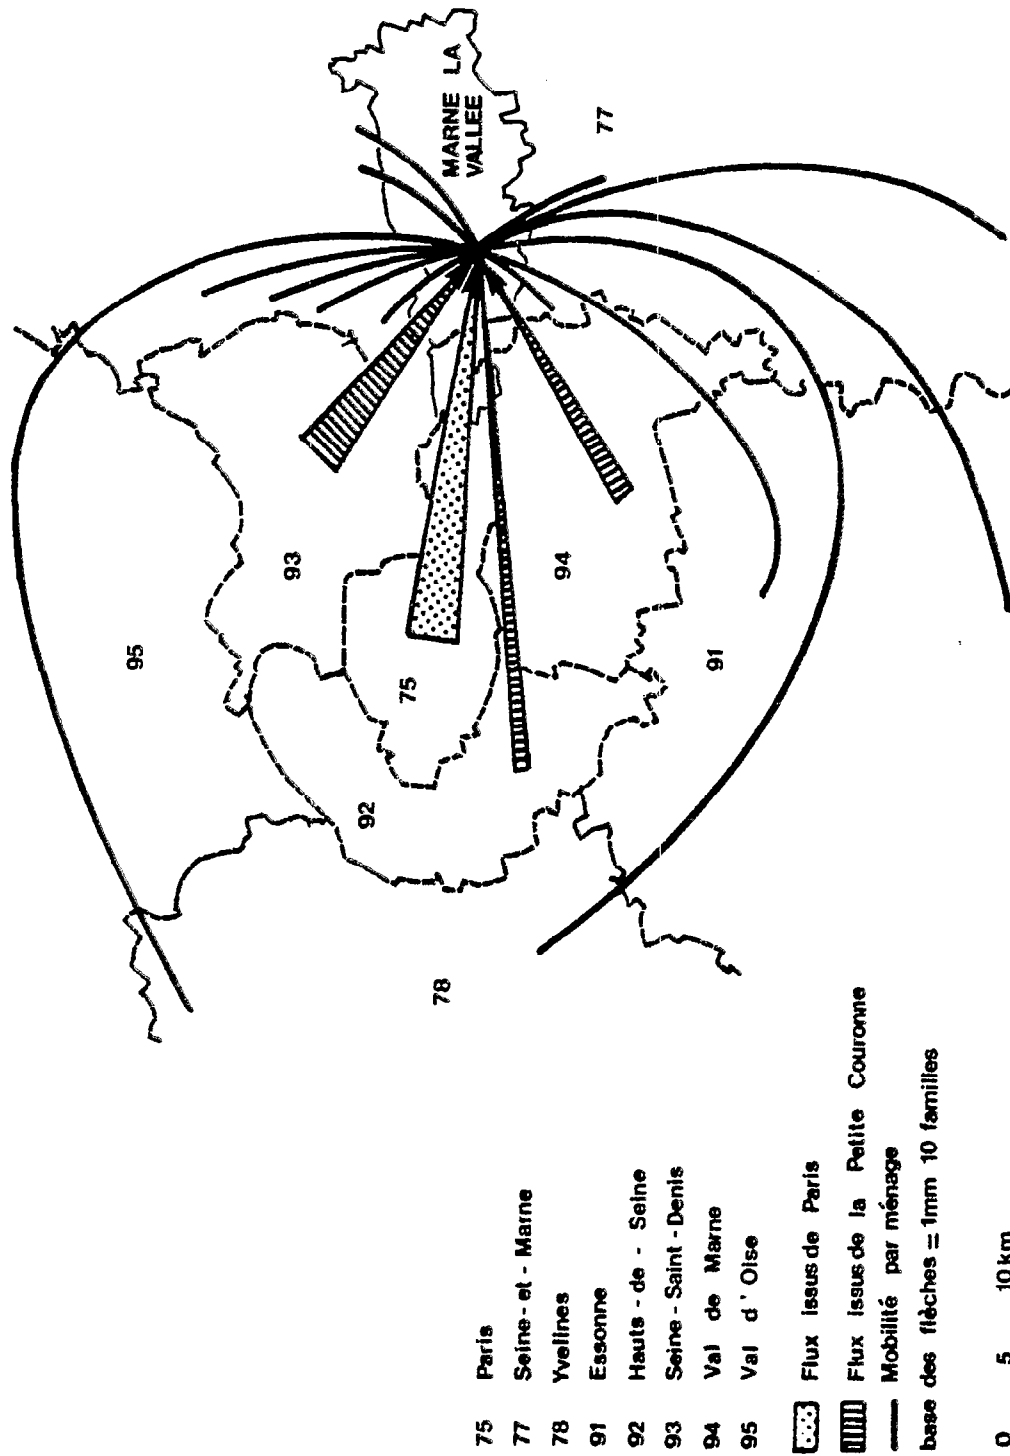 MARNE LA
VALLEE
77
93
95
94
75
91
92
78
75 Paris
77 Seine-et-Marne
78 Yvelines
91 Essonne
92 Hauts-de-Seine
93 Seine-Saint-Denis
94 Val de Marne
95 Val d'Oise
Flux issus de Paris
Flux issus de la Petite Couronne
Mobilité par ménage
base des flèches = 1mm 10 familles
0 5 10 km